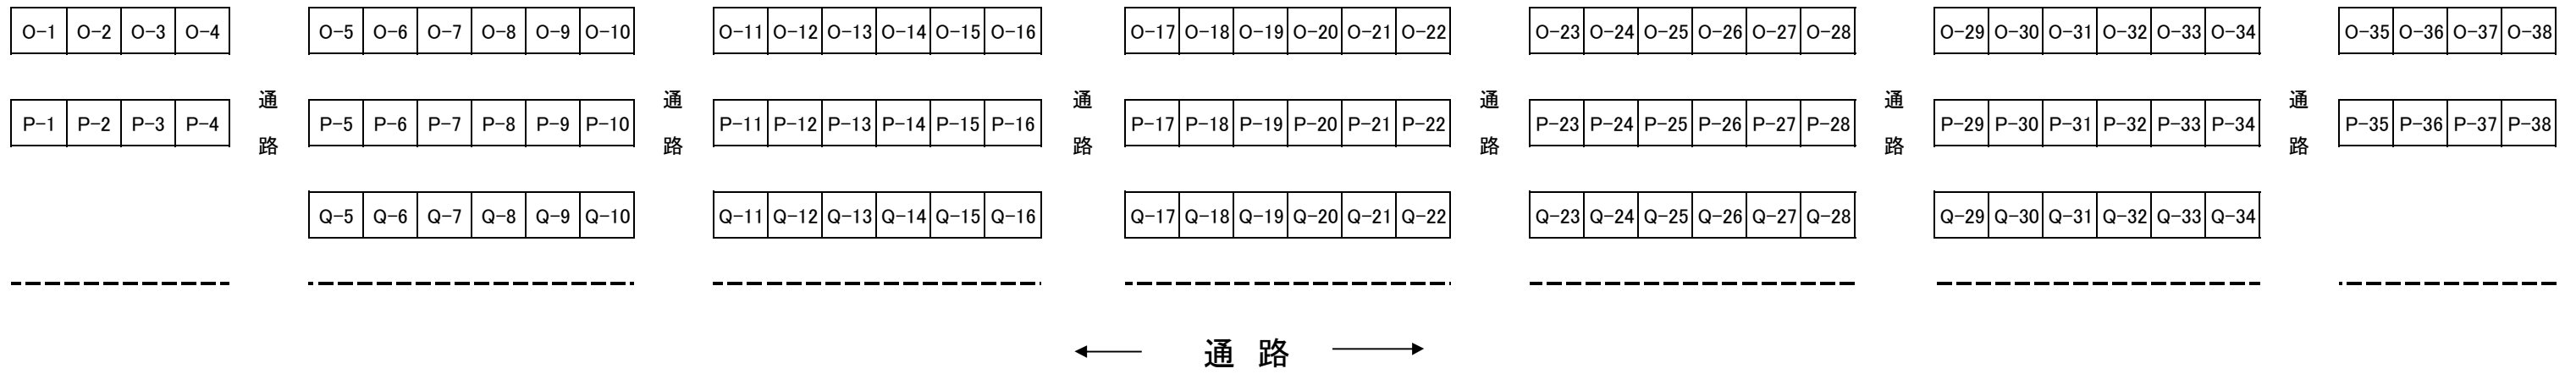 O-1 O-2 O-3 O-4 O-5 O-6 O-7 O-8 O-9 O-10 O-11 O-12 O-13 O-14 O-15 O-16 O-17 O-18 O-19 O-20 O-21 O-22 O-23 O-24 O-25 O-26 O-27 O-28 O-29 O-30 O-31 O-32 O-33 O-34 O-35 O-36 O-37 O-38
通 通 通 通 通 通
P-1 P-2 P-3 P-4 P-5 P-6 P-7 P-8 P-9 P-10 P-11 P-12 P-13 P-14 P-15 P-16 P-17 P-18 P-19 P-20 P-21 P-22 P-23 P-24 P-25 P-26 P-27 P-28 P-29 P-30 P-31 P-32 P-33 P-34 P-35 P-36 P-37 P-38
路 路 路 路 路 路
Q-5 Q-6 Q-7 Q-8 Q-9 Q-10 Q-11 Q-12 Q-13 Q-14 Q-15 Q-16 Q-17 Q-18 Q-19 Q-20 Q-21 Q-22 Q-23 Q-24 Q-25 Q-26 Q-27 Q-28 Q-29 Q-30 Q-31 Q-32 Q-33 Q-34
← 通 路 →